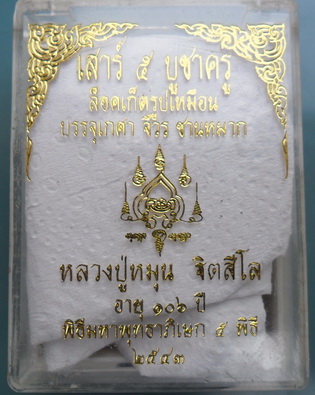 เสาร์ ๕ บูชาครู
ล็อคเก็ตรูปเหมือน
บรรจุเกศา จีวร ชานหมาก
หลวงปู่หมุน ฐิตสีโล
อายุ ๑๐๖ ปี
พิธีมหาพุทธาภิเษก ๕ พิธี
๒๕๔๓